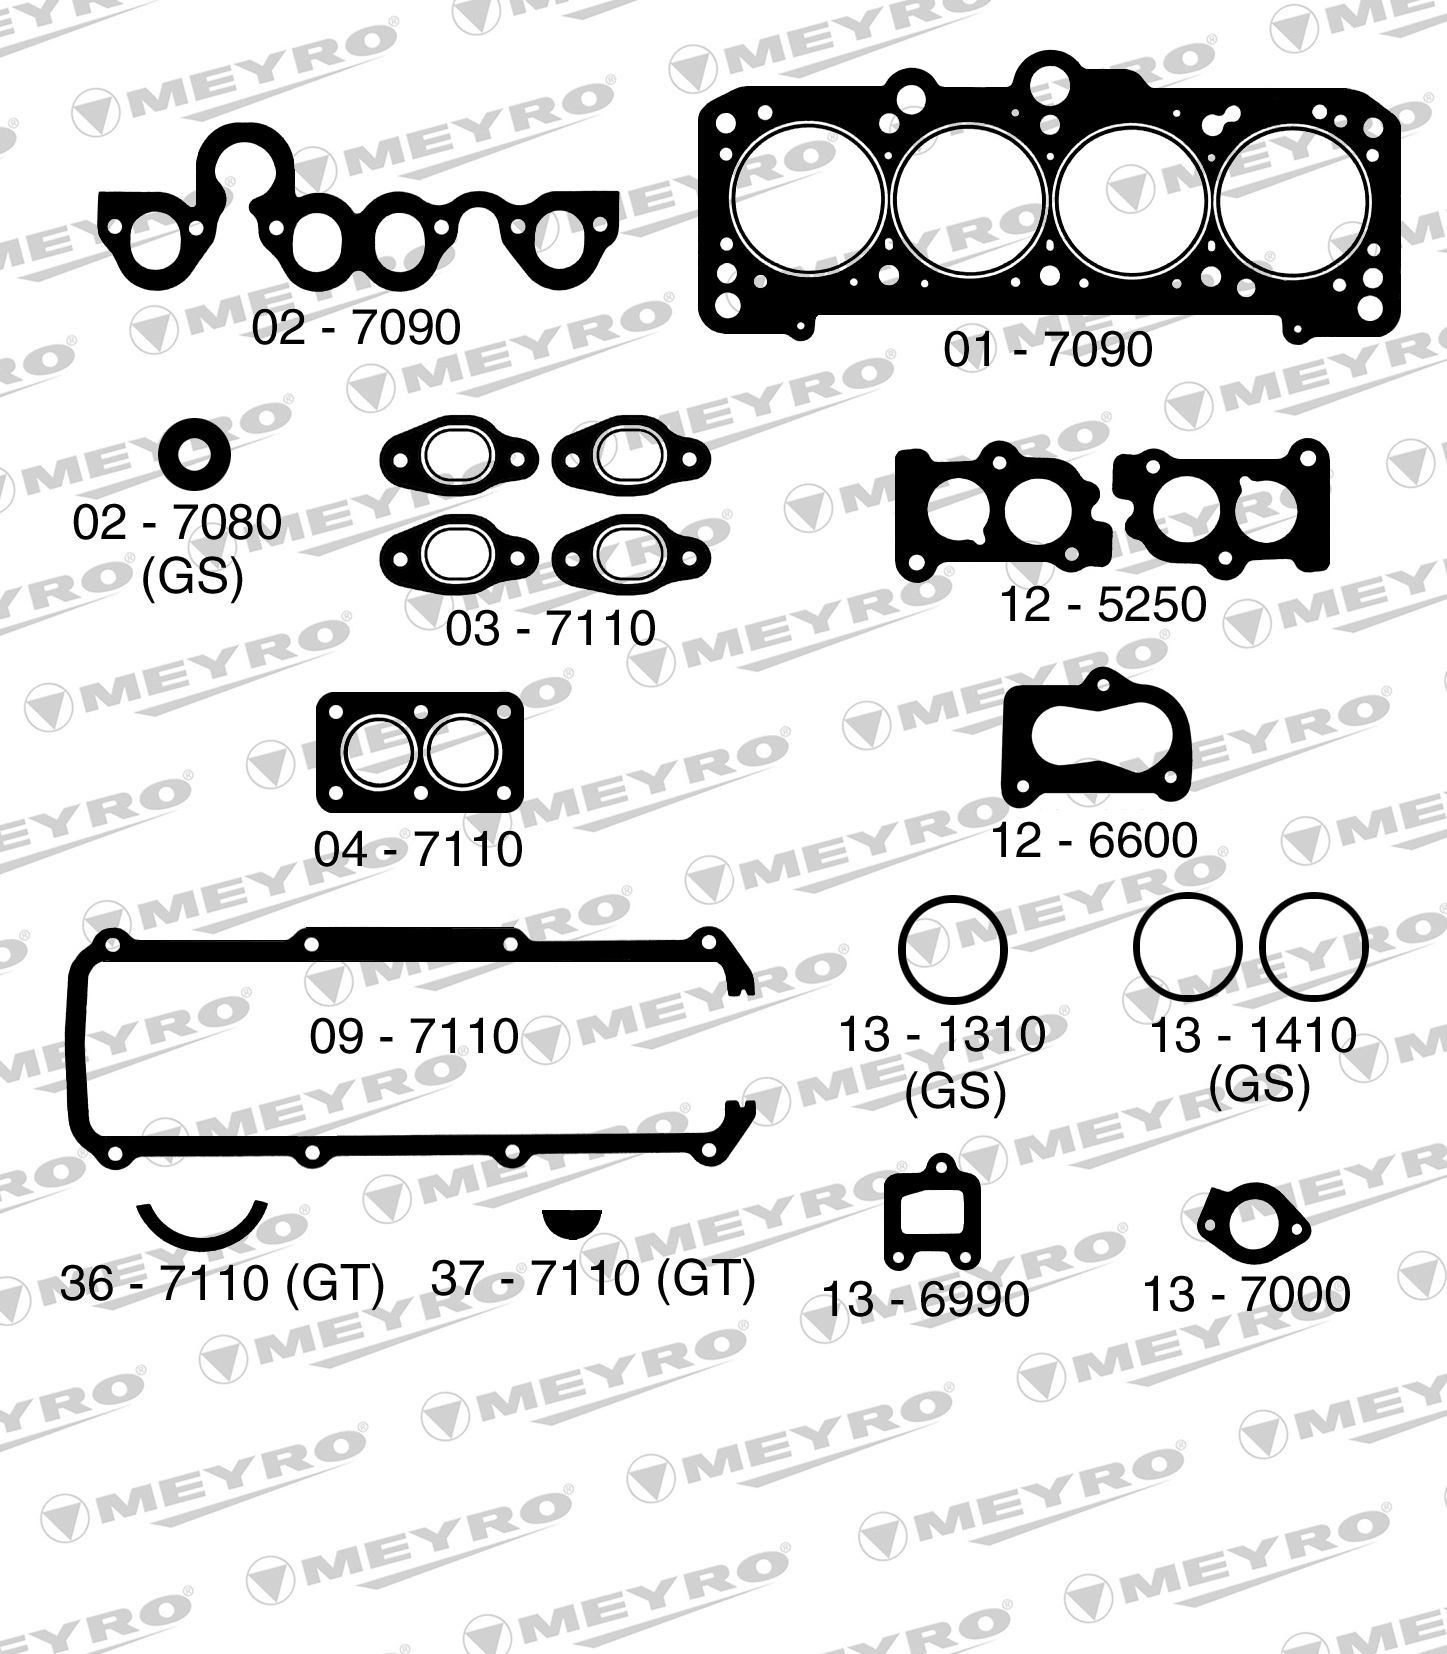 MEYRO®
02 - 7090
01 - 7090
02 - 7080
(GS)
03 - 7110
12 - 5250
04 - 7110
12 - 6600
09 - 7110
13 - 1310
(GS)
13 - 1410
(GS)
36 - 7110 (GT)
37 - 7110 (GT)
13 - 6990
13 - 7000